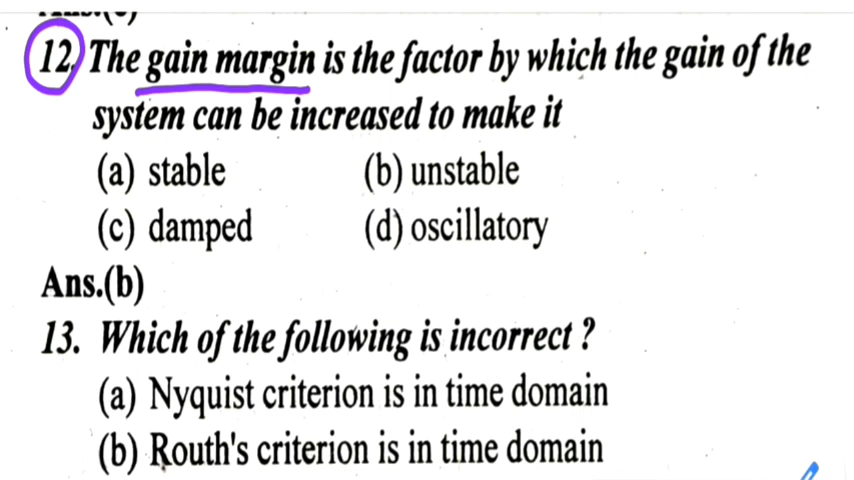 12. The gain margin is the factor by which the gain of the
system can be increased to make it
(a) stable (b) unstable
(c) damped (d) oscillatory
Ans.(b)
13. Which of the following is incorrect ?
(a) Nyquist criterion is in time domain
(b) Routh's criterion is in time domain